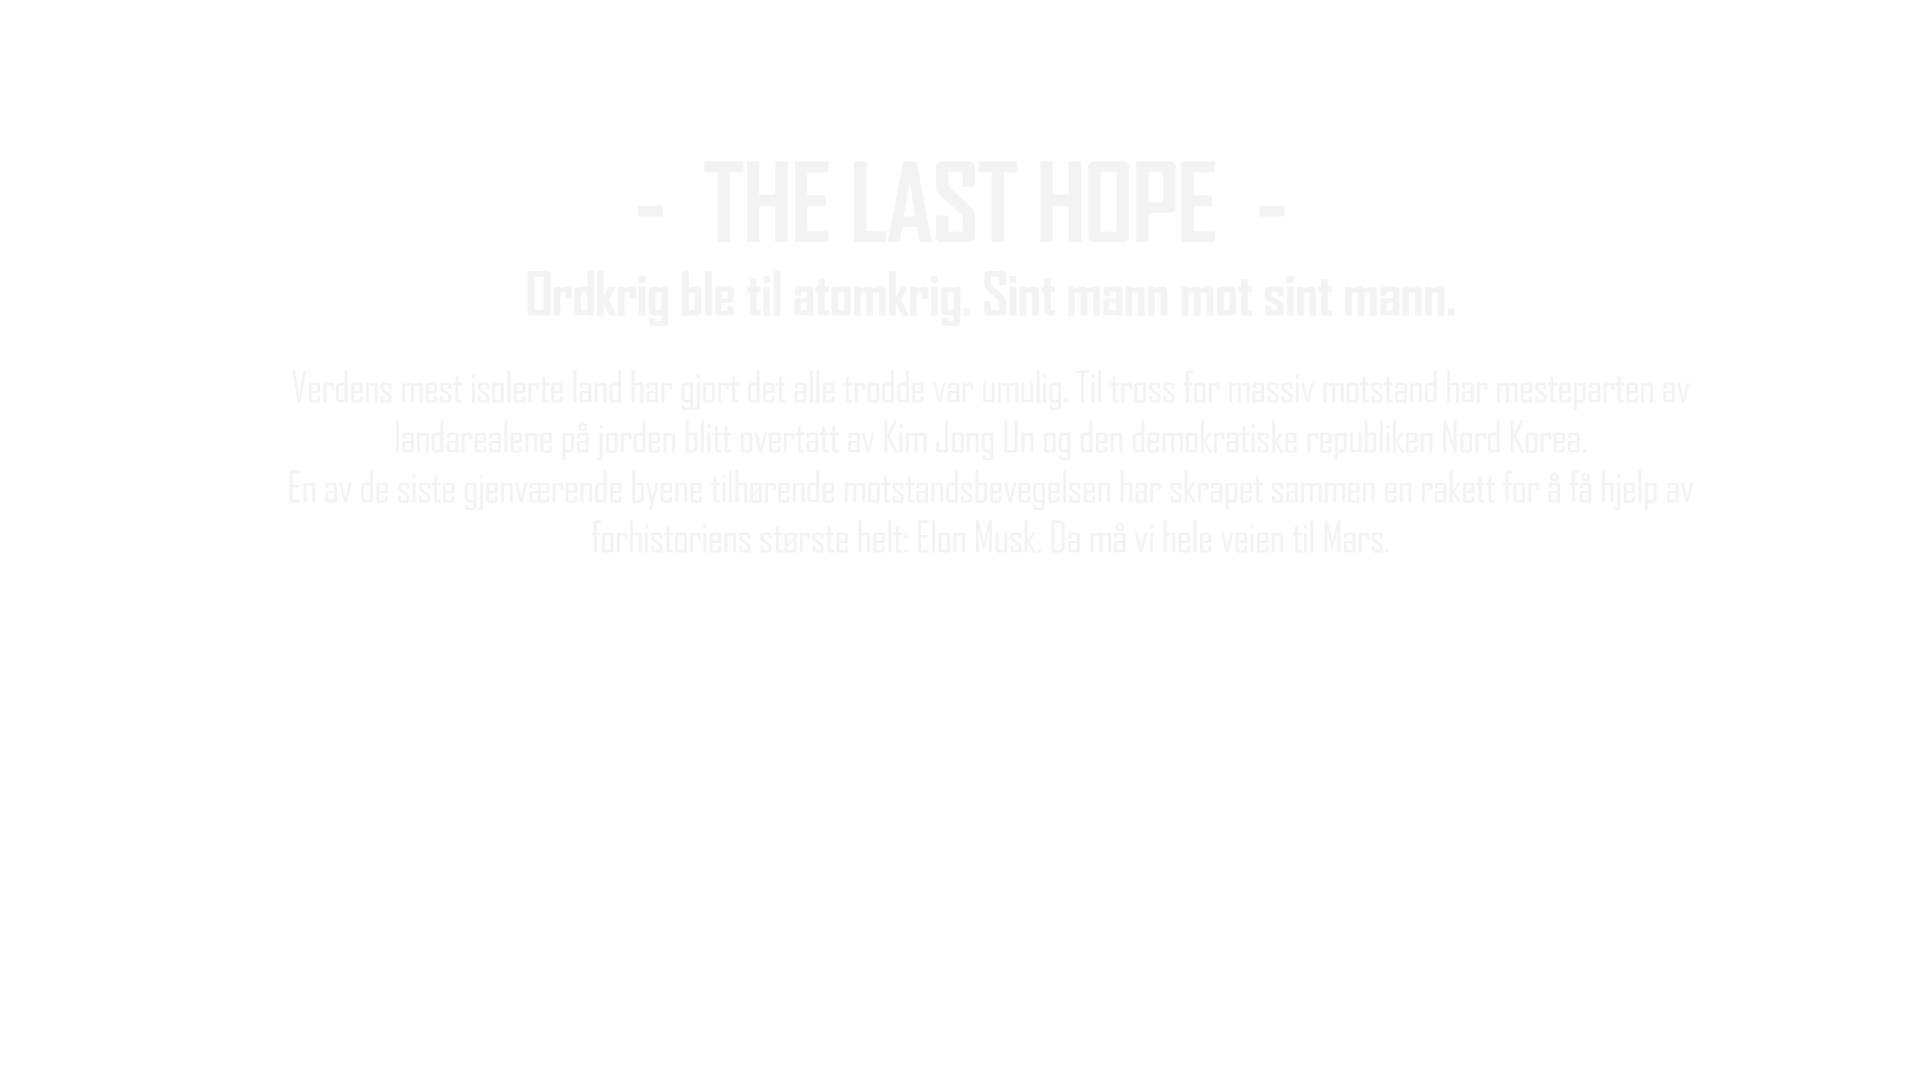 - THE LAST HOPE -
Ordkrig ble til atomkrig. Sint mann mot sint mann.
Verdens mest isolerte land har gjort det alle trodde var umulig. Til tross for massiv motstand har mesteparten av
landarealene på jorden blitt overtatt av Kim Jong Un og den demokratiske republiken Nord Korea.
En av de siste gjenværende byene tilhørende motstandsbevegelsen har skrapet sammen en rakett for å få hjelp av
forhistoriens største helt: Elon Musk. Da må vi hele veien til Mars.